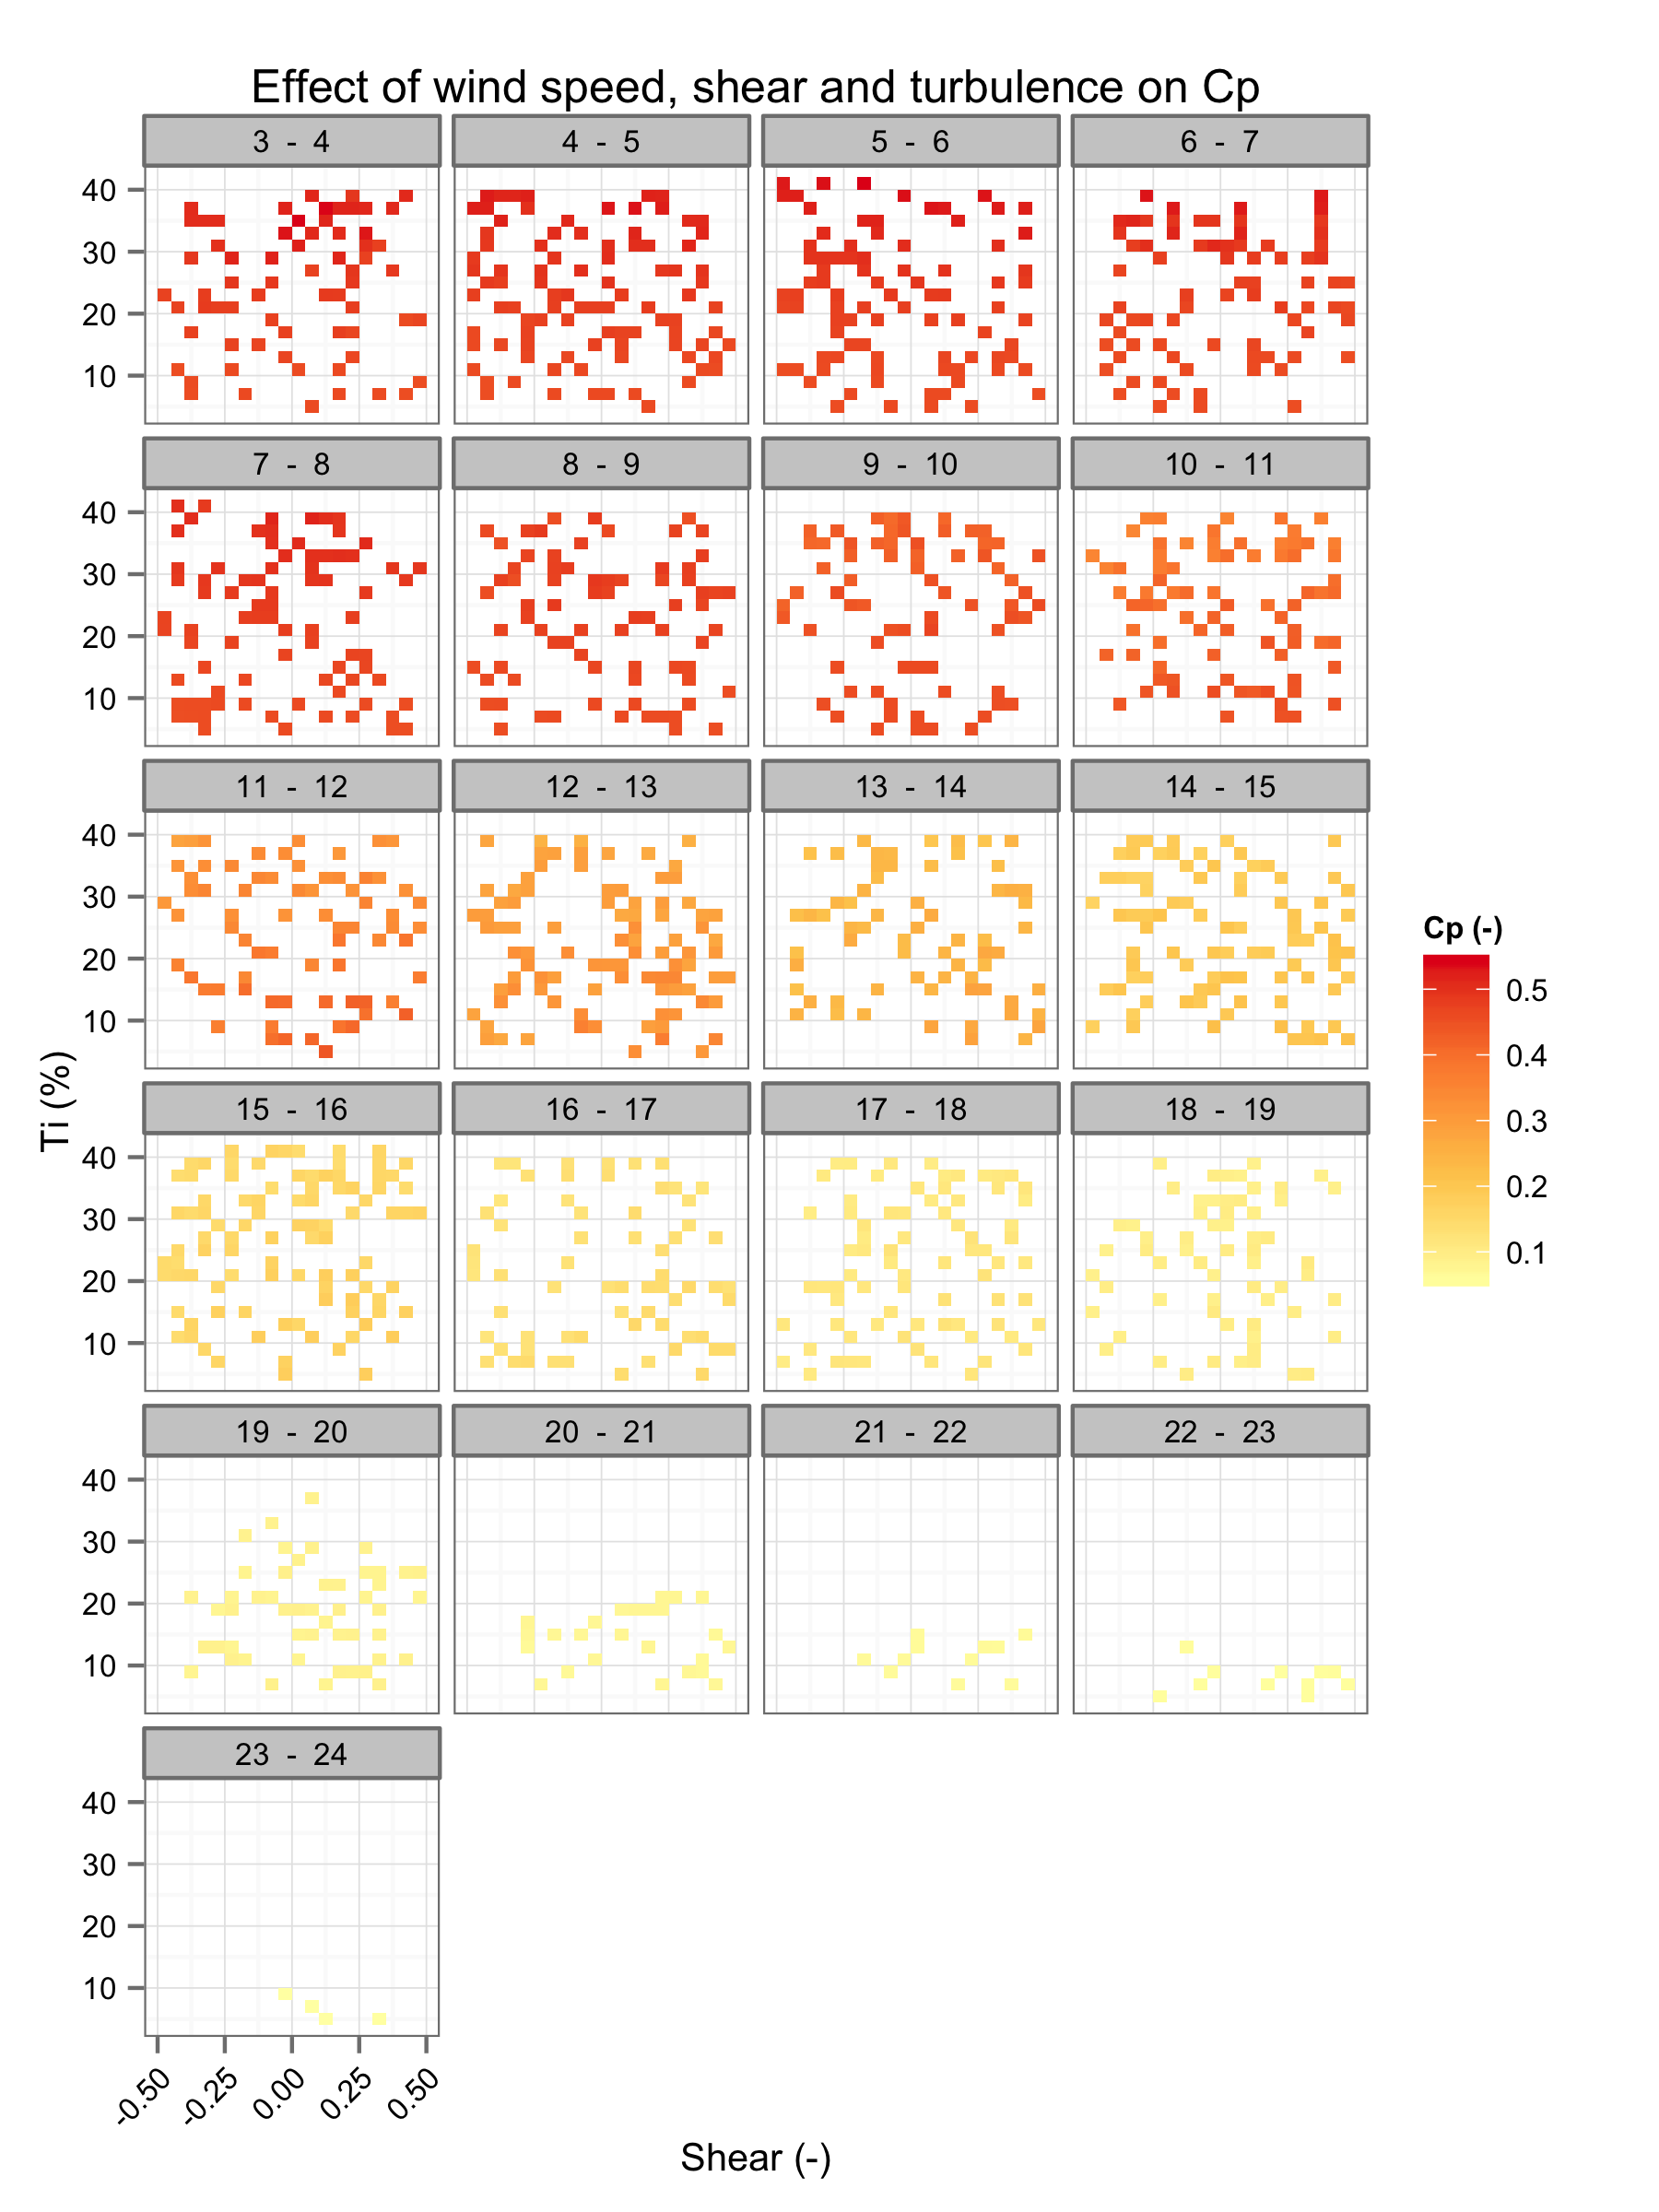 Effect of wind speed, shear and turbulence on Cp
3 - 4
4 - 5
5 - 6
6 - 7
40
30
20
10
7 - 8
8 - 9
9 - 10
10 - 11
40
30
20
10
11 - 12
12 - 13
13 - 14
14 - 15
40
30
20
10
Ti (%)
15 - 16
16 - 17
17 - 18
18 - 19
40
30
20
10
19 - 20
20 - 21
21 - 22
22 - 23
40
30
20
10
23 - 24
40
30
20
10
-0.50
-0.25
0.00
0.25
0.50
Shear (-)
Cp (-)
0.5
0.4
0.3
0.2
0.1